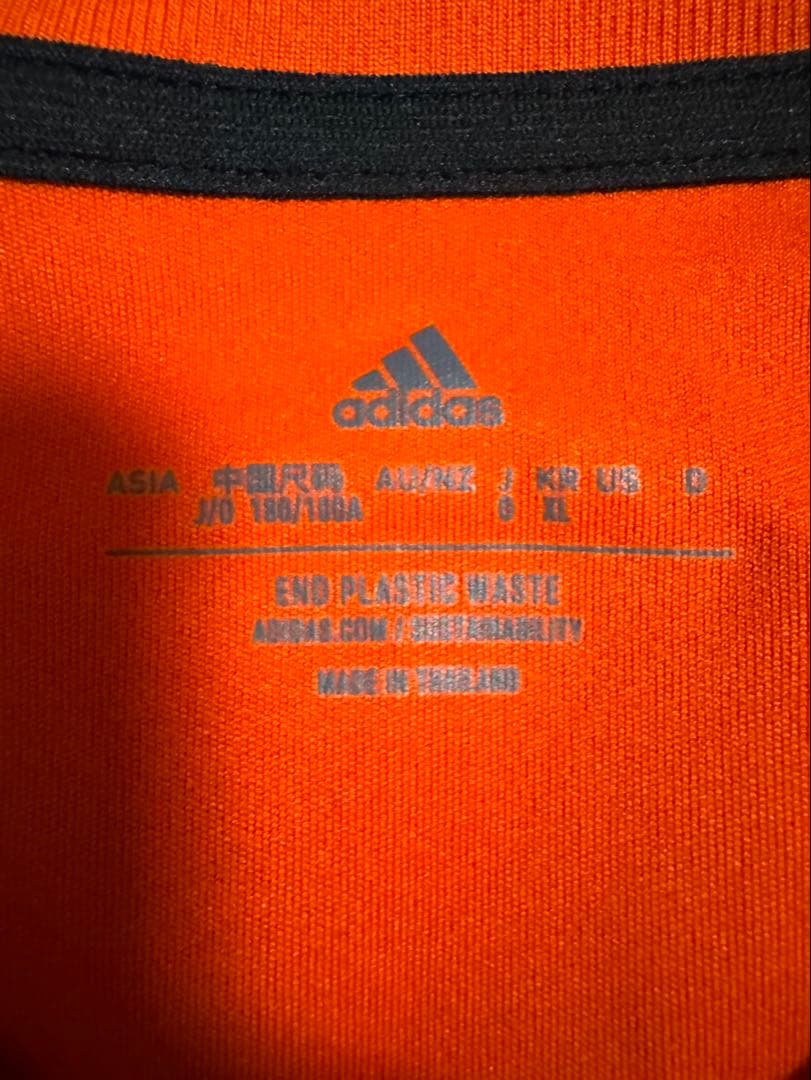 adidas
ASIA 中国尺码 AU/NZ J KR US D
J/O 180/100A O XL
END PLASTIC WASTE
ADIDAS.COM / SUSTAINABILITY
MADE IN THAILAND